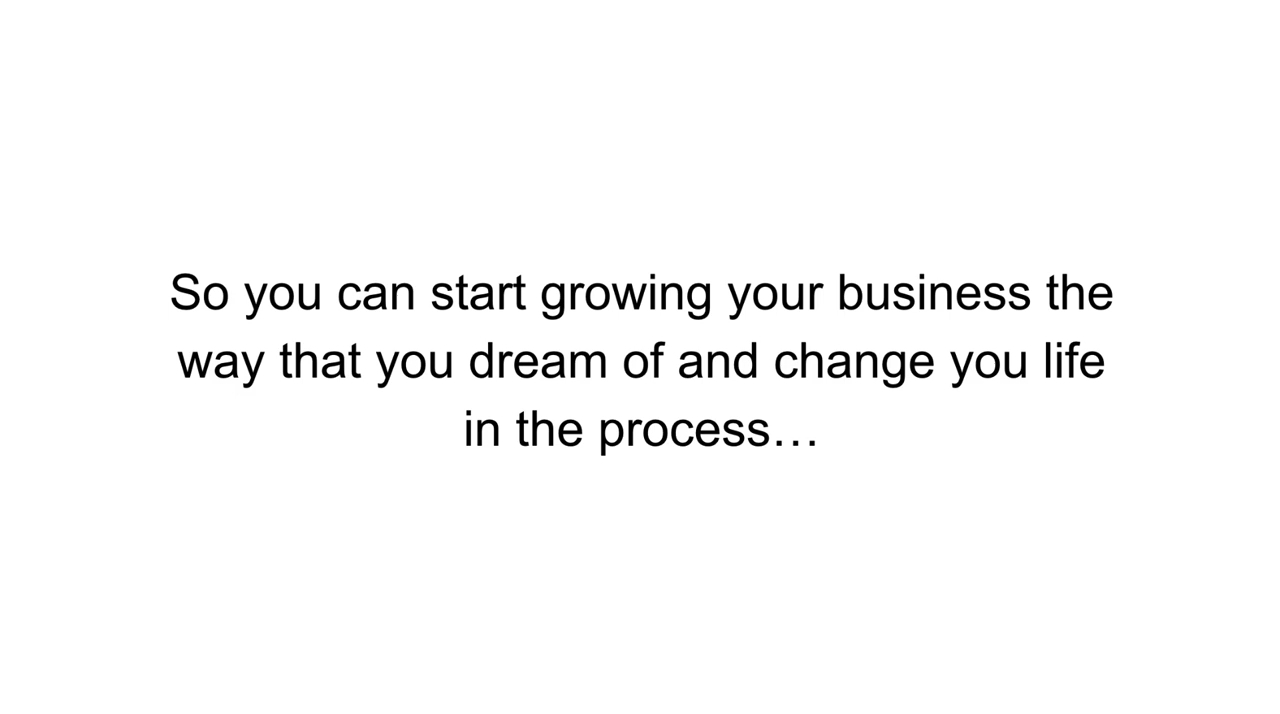 So you can start growing your business the
way that you dream of and change you life
in the process…